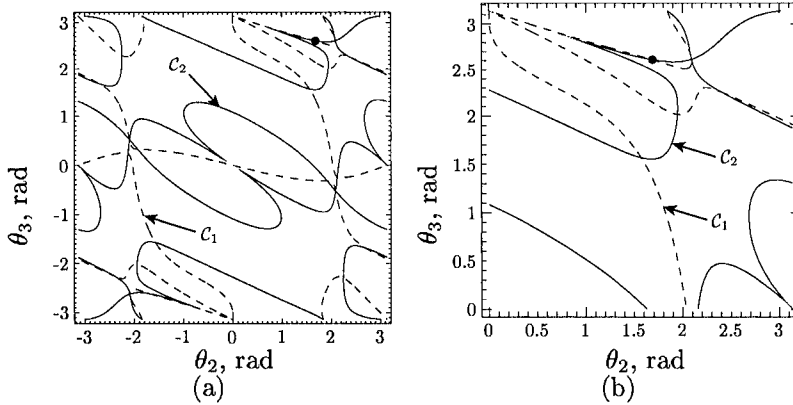 3
2
1
0
-1
-2
-3
θ₃, rad
C₂
C₁
-3 -2 -1 0 1 2 3
θ₂, rad
(a)
3
2.5
2
1.5
1
0.5
0
θ₃, rad
C₂
C₁
0 0.5 1 1.5 2 2.5 3
θ₂, rad
(b)